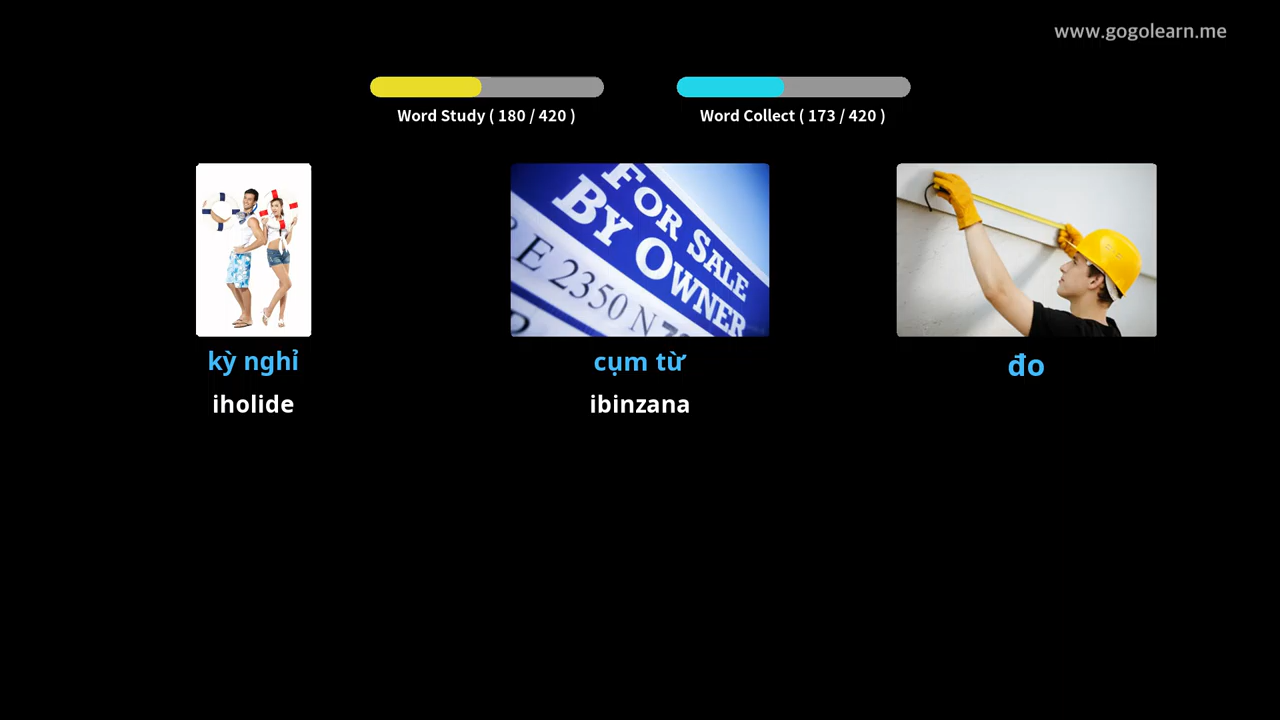 www.gogolearn.me
Word Study ( 180 / 420 )
Word Collect ( 173 / 420 )
FOR SALE
BY OWNER
E 2350 N
kỳ nghỉ
cụm từ
đo
iholide
ibinzana